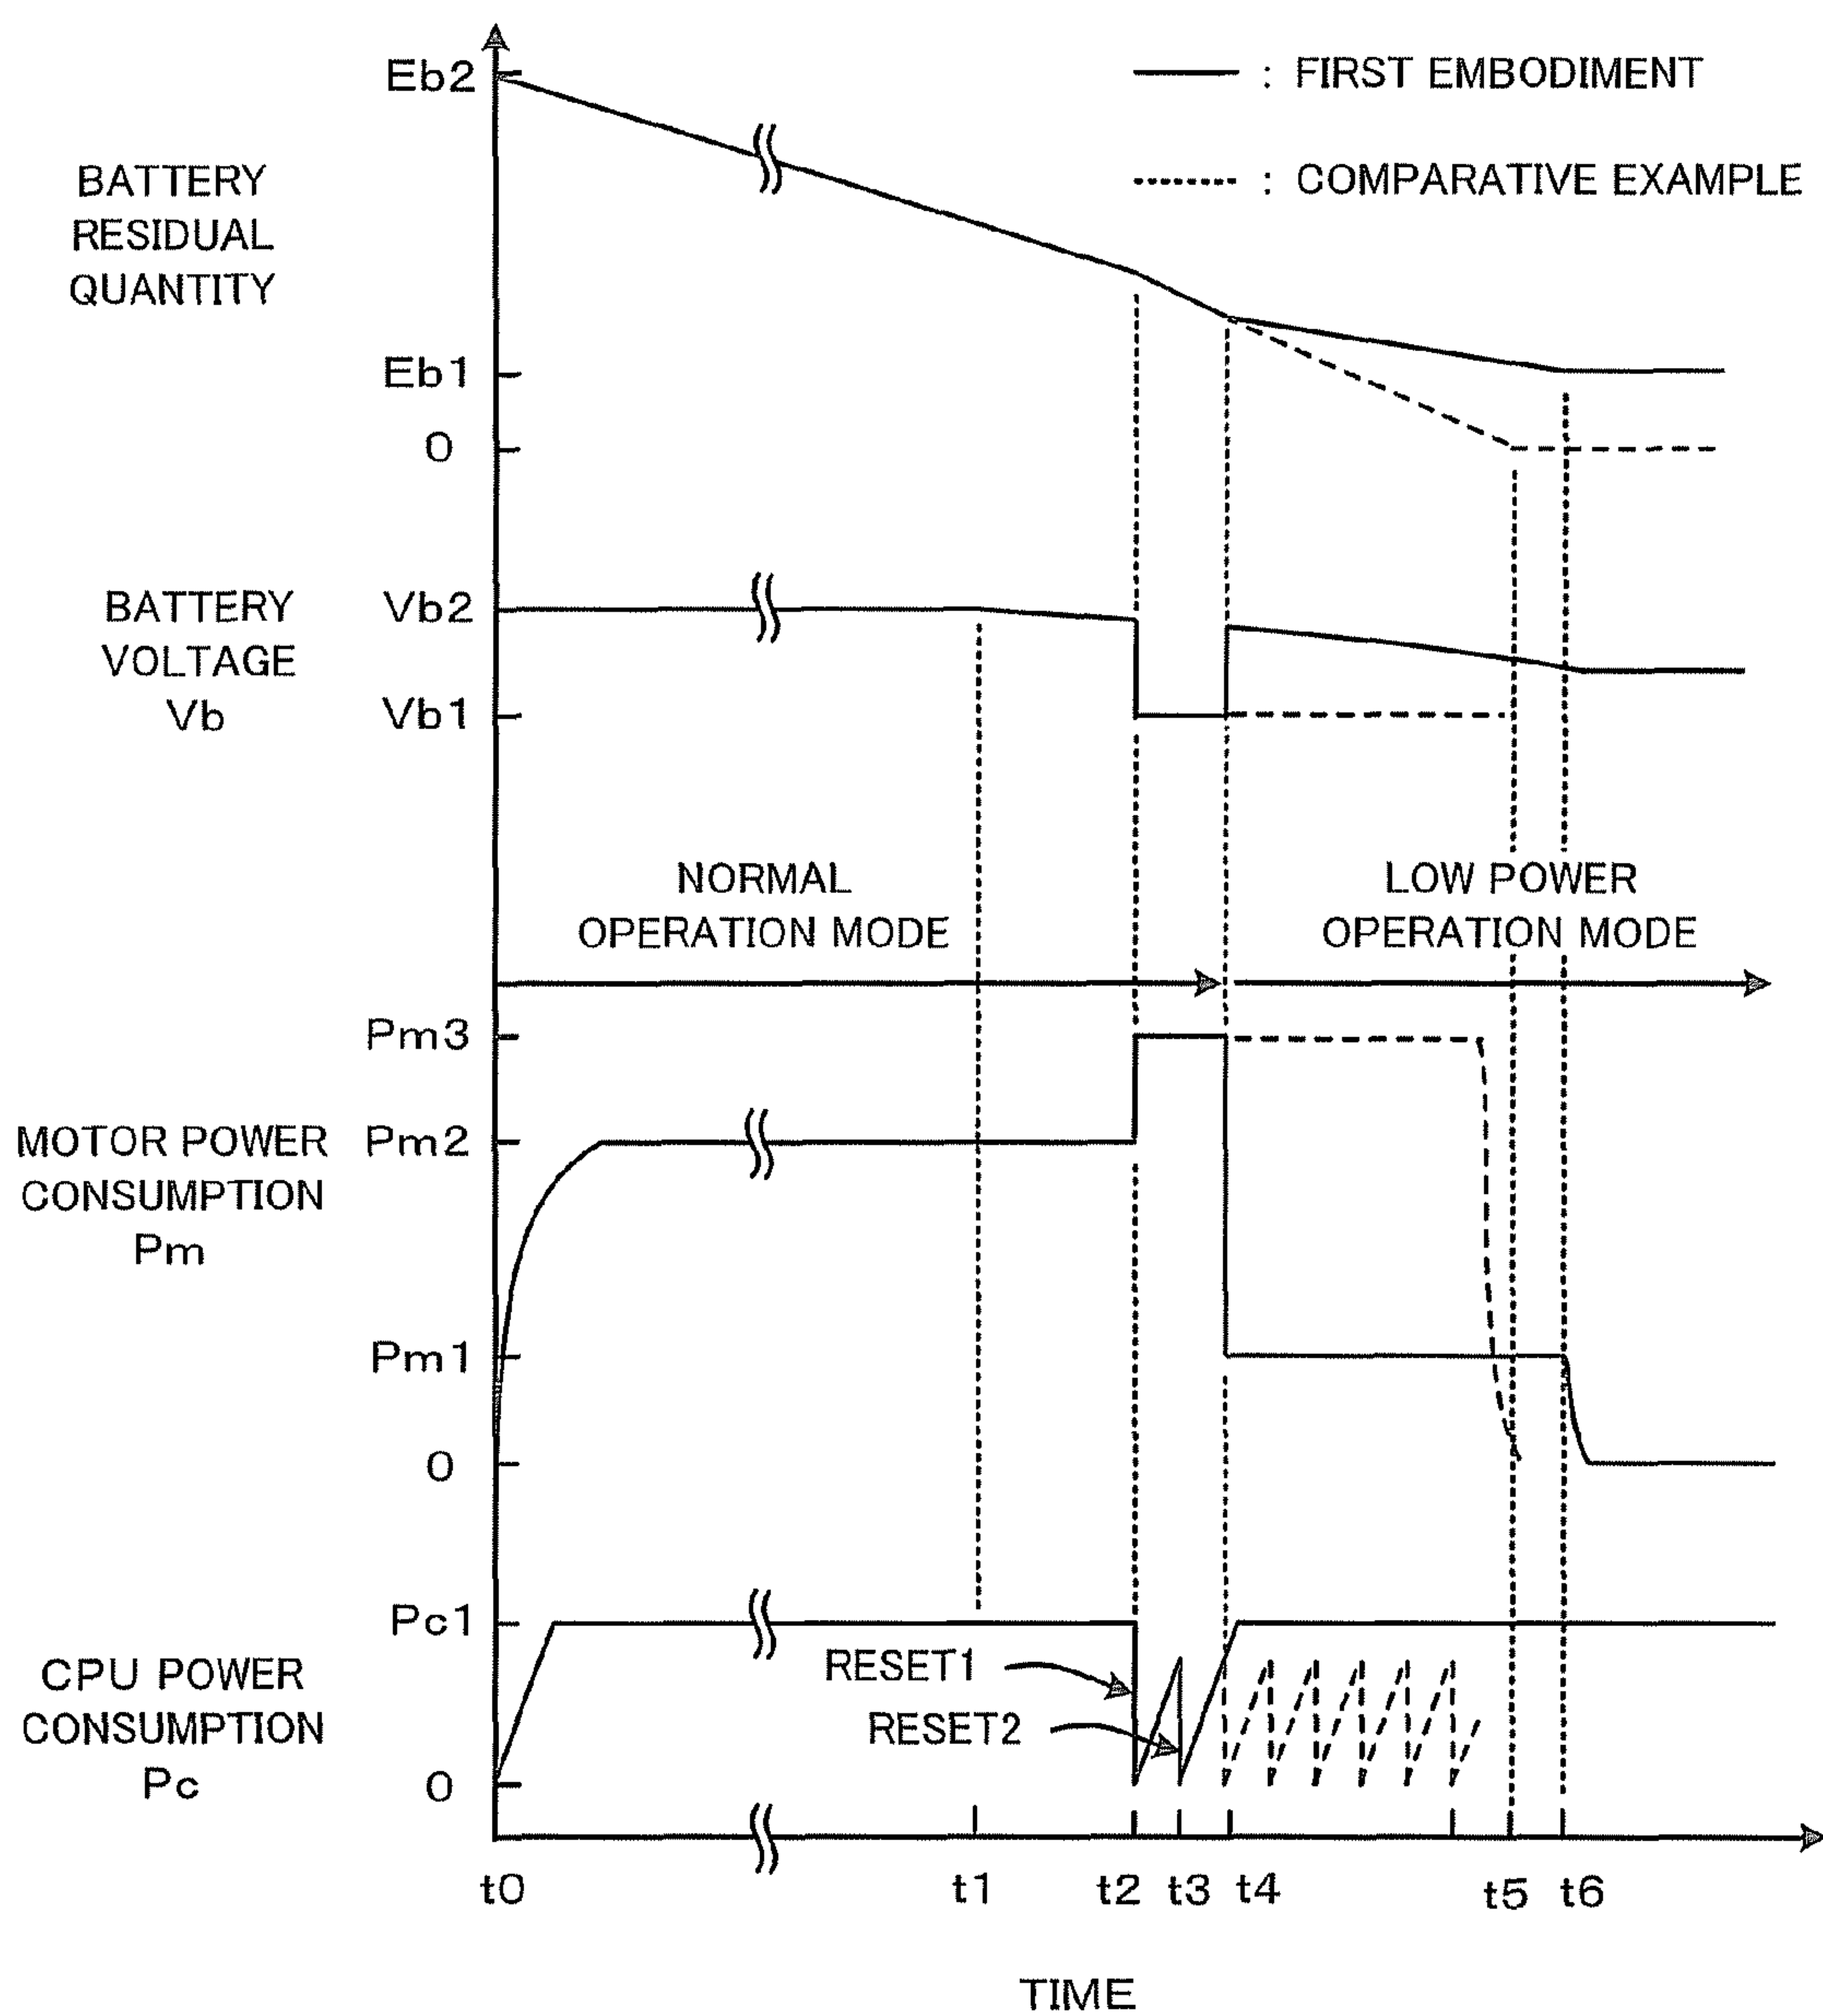 — : FIRST EMBODIMENT
------- : COMPARATIVE EXAMPLE
BATTERY
RESIDUAL
QUANTITY
Eb2
Eb1
0
BATTERY
VOLTAGE
Vb
Vb2
Vb1
NORMAL
OPERATION MODE
LOW POWER
OPERATION MODE
MOTOR POWER
CONSUMPTION
Pm
Pm3
Pm2
Pm1
0
CPU POWER
CONSUMPTION
Pc
Pc1
0
RESET1
RESET2
t0 t1 t2 t3 t4 t5 t6
TIME